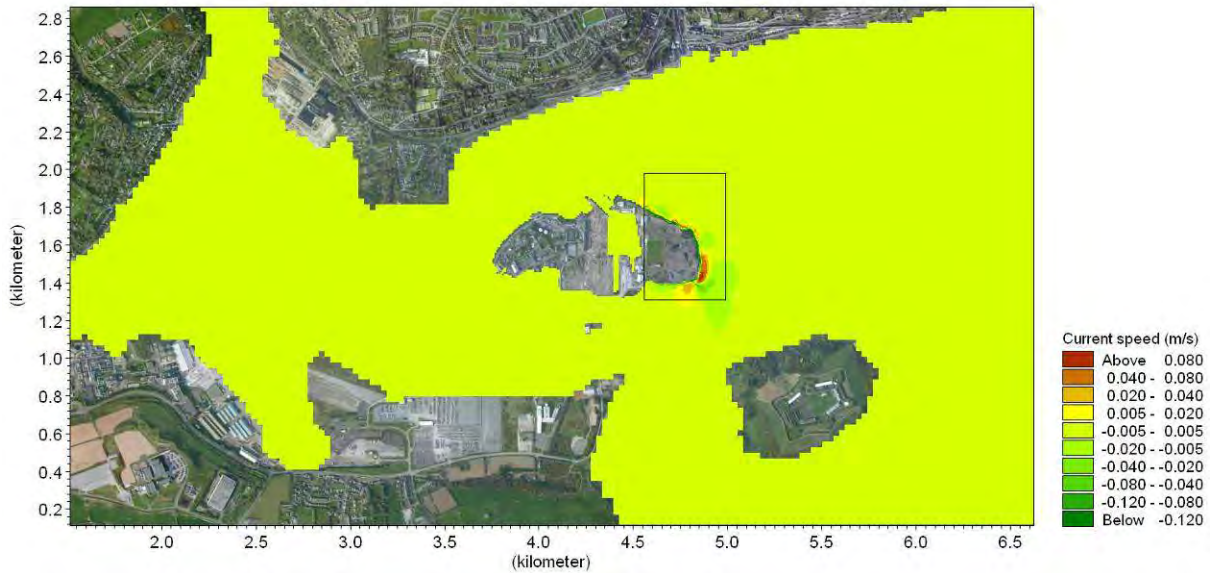 2.8
2.6
2.4
2.2
2.0
1.8
1.6
1.4
1.2
1.0
0.8
0.6
0.4
0.2
(kilometer)
2.0 2.5 3.0 3.5 4.0 4.5 5.0 5.5 6.0 6.5
(kilometer)
Current speed (m/s)
Above 0.080
0.040 - 0.080
0.020 - 0.040
0.005 - 0.020
-0.005 - 0.005
-0.020 - -0.005
-0.040 - -0.020
-0.080 - -0.040
-0.120 - -0.080
Below -0.120